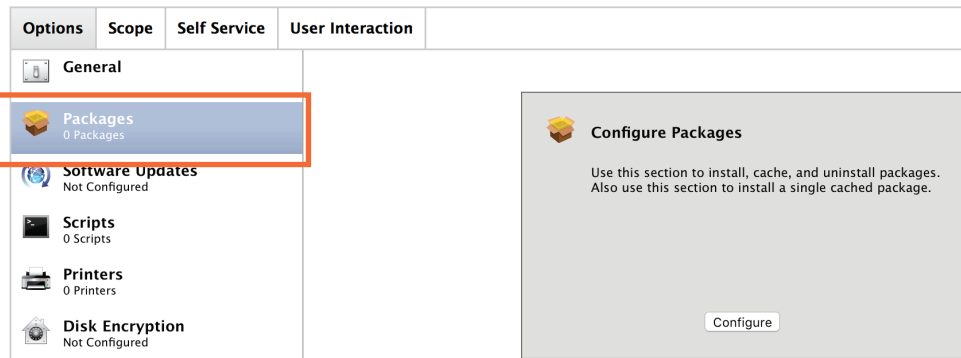 Options Scope Self Service User Interaction
General
Packages
0 Packages
Software Updates
Not Configured
Scripts
0 Scripts
Printers
0 Printers
Disk Encryption
Not Configured
Configure Packages
Use this section to install, cache, and uninstall packages.
Also use this section to install a single cached package.
Configure